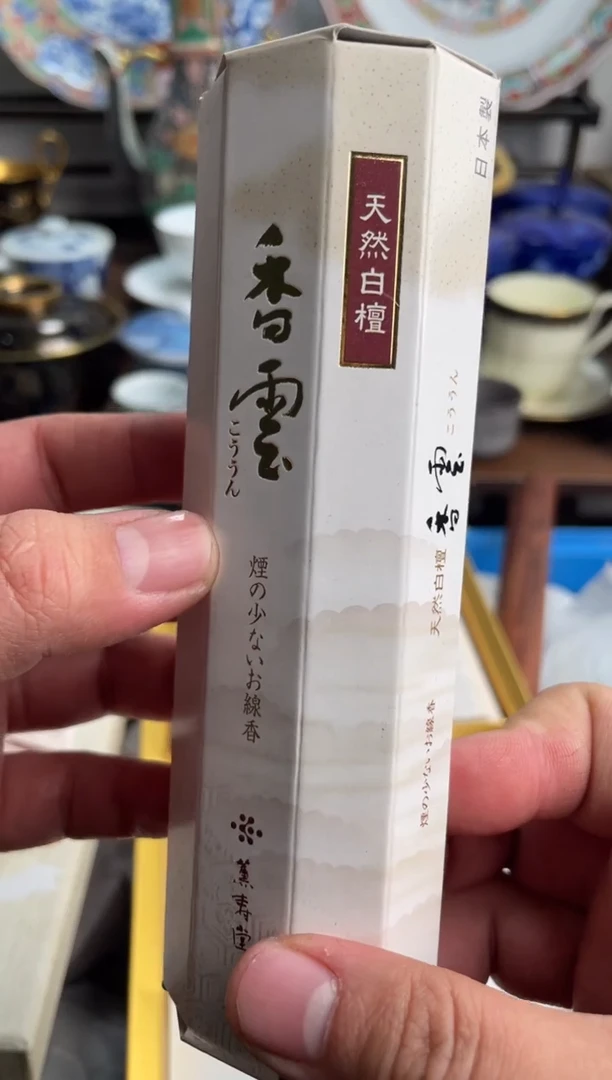 香雲
こううん
煙の少ないお線香
薫寿堂
天然白檀
日本製
こううん
香雲
天然白檀
煙の少ないお線香